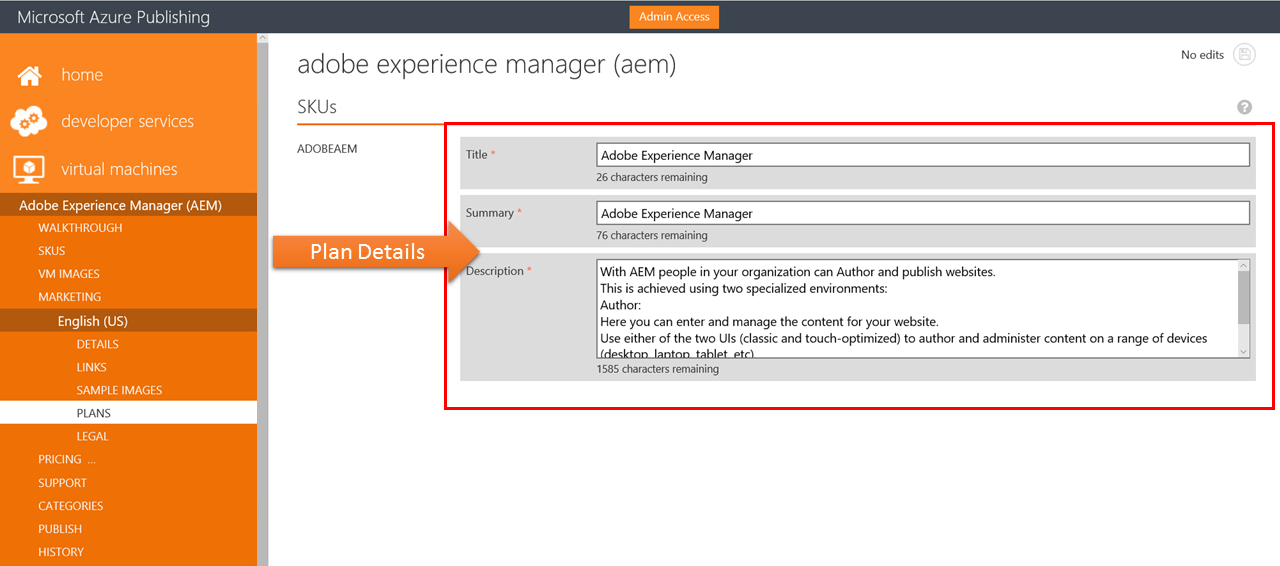 Microsoft Azure Publishing
Admin Access
home
developer services
virtual machines
Adobe Experience Manager (AEM)
WALKTHROUGH
SKUS
VM IMAGES
MARKETING
English (US)
DETAILS
LINKS
SAMPLE IMAGES
PLANS
LEGAL
PRICING ...
SUPPORT
CATEGORIES
PUBLISH
HISTORY
adobe experience manager (aem)
No edits
SKUs
?
ADOBEAEM
Plan Details
Title *
Adobe Experience Manager
26 characters remaining
Summary *
Adobe Experience Manager
76 characters remaining
Description *
With AEM people in your organization can Author and publish websites.
This is achieved using two specialized environments:
Author:
Here you can enter and manage the content for your website.
Use either of the two UIs (classic and touch-optimized) to author and administer content on a range of devices
(desktop, laptop, tablet, etc)
1585 characters remaining